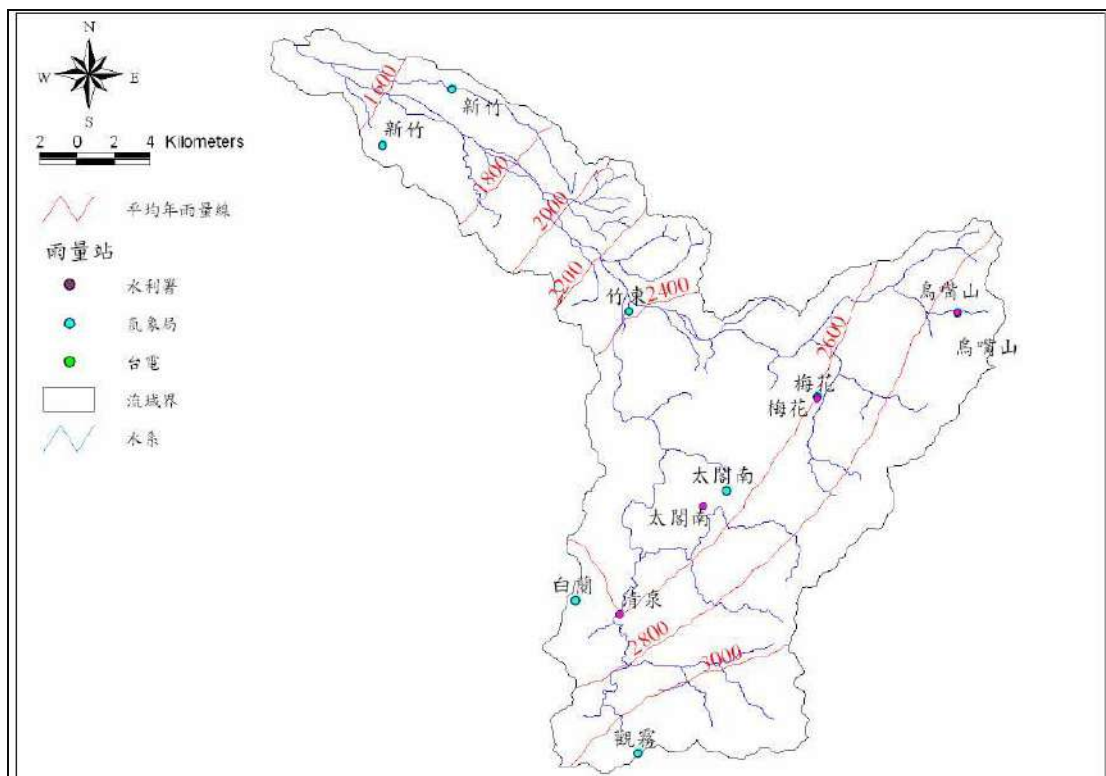 N
W E
S
2 0 2 4 Kilometers
平均年雨量線
雨量站
水利署
氣象局
台電
流域界
水系
1600
新竹
新竹
1800
2000
2200
2400
竹東
2600
鳥嘴山
鳥嘴山
梅花
梅花
太閣南
太閣南
白蘭
清泉
2800
3000
觀霧